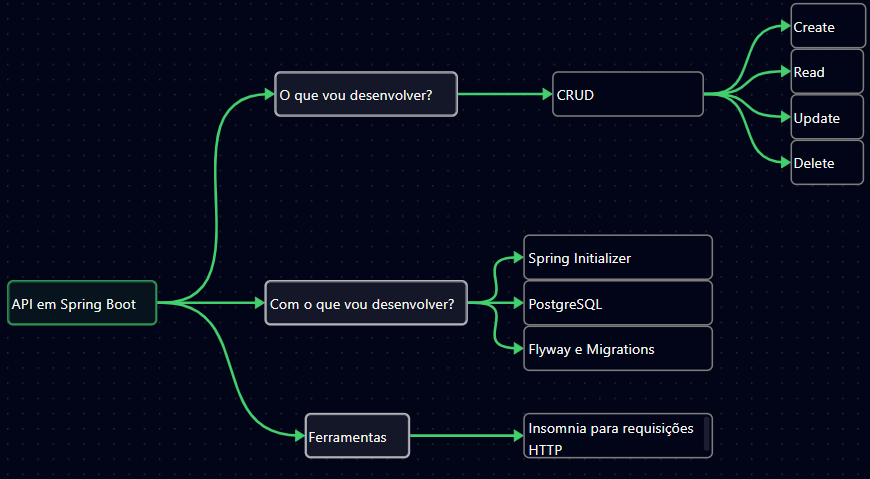 O que vou desenvolver?
CRUD
Create
Read
Update
Delete
API em Spring Boot
Com o que vou desenvolver?
Spring Initializer
PostgreSQL
Flyway e Migrations
Ferramentas
Insomnia para requisições
HTTP